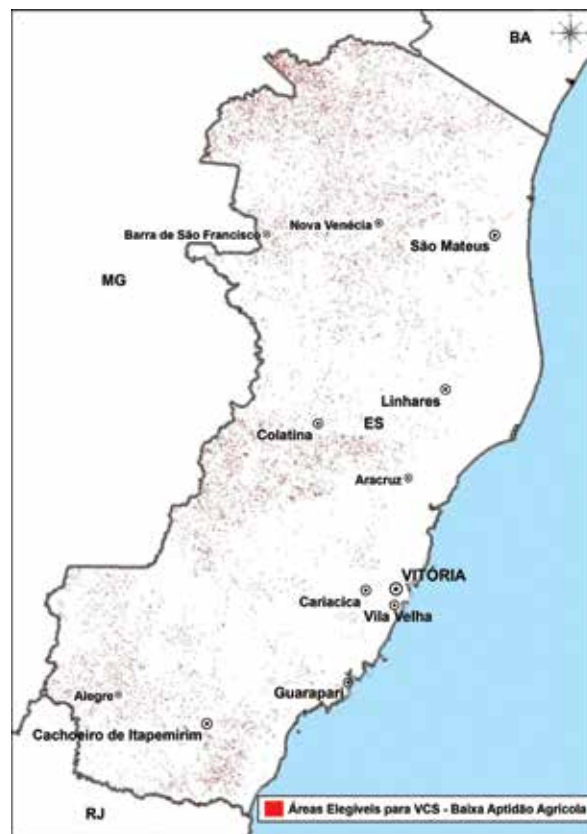 BA
Nova Venécia
Barra de São Francisco
São Mateus
MG
Linhares
ES
Colatina
Aracruz
VITÓRIA
Cariacica
Vila Velha
Guarapari
Alegre
Cachoeiro de Itapemirim
RJ
Áreas Elegíveis para VCS - Baixa Aptidão Agricola